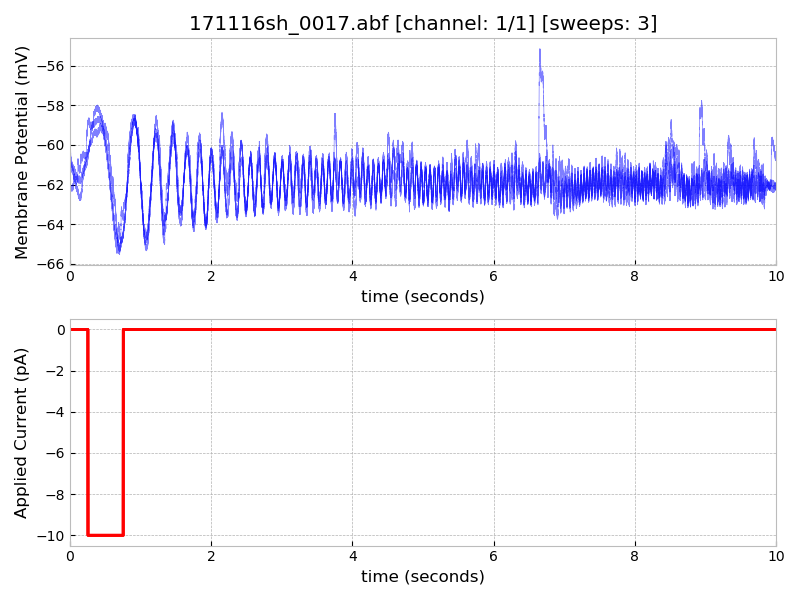 171116sh_0017.abf [channel: 1/1] [sweeps: 3]
Membrane Potential (mV)
−56
−58
−60
−62
−64
−66
0 2 4 6 8 10
time (seconds)
Applied Current (pA)
0
−2
−4
−6
−8
−10
0 2 4 6 8 10
time (seconds)